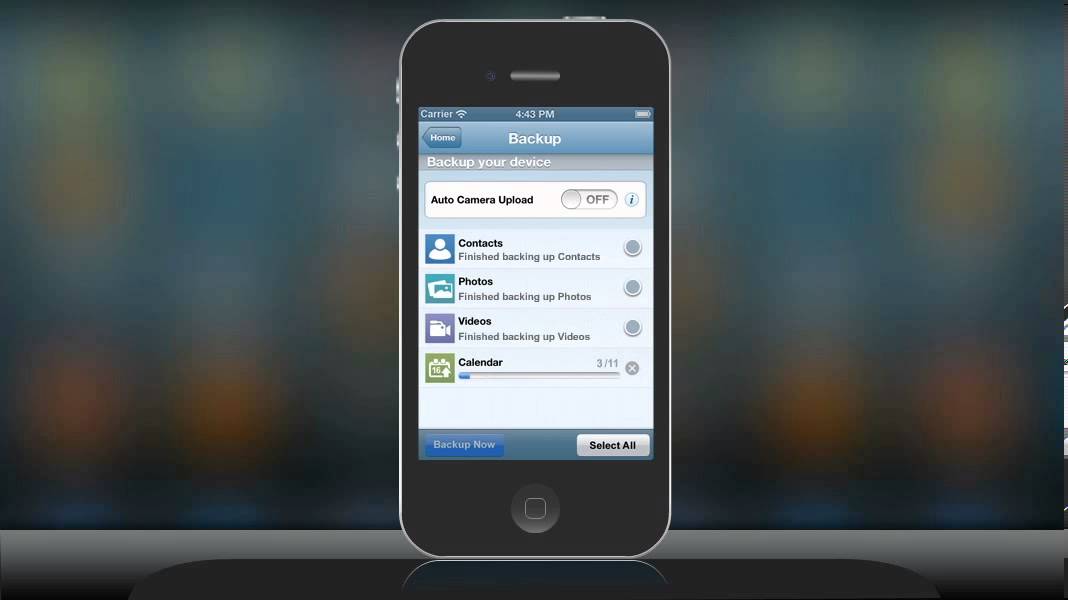 Carrier 4:43 PM
Home Backup
Backup your device
Auto Camera Upload OFF i
Contacts
Finished backing up Contacts
Photos
Finished backing up Photos
Videos
Finished backing up Videos
16
Calendar 3/11
Backup Now Select All